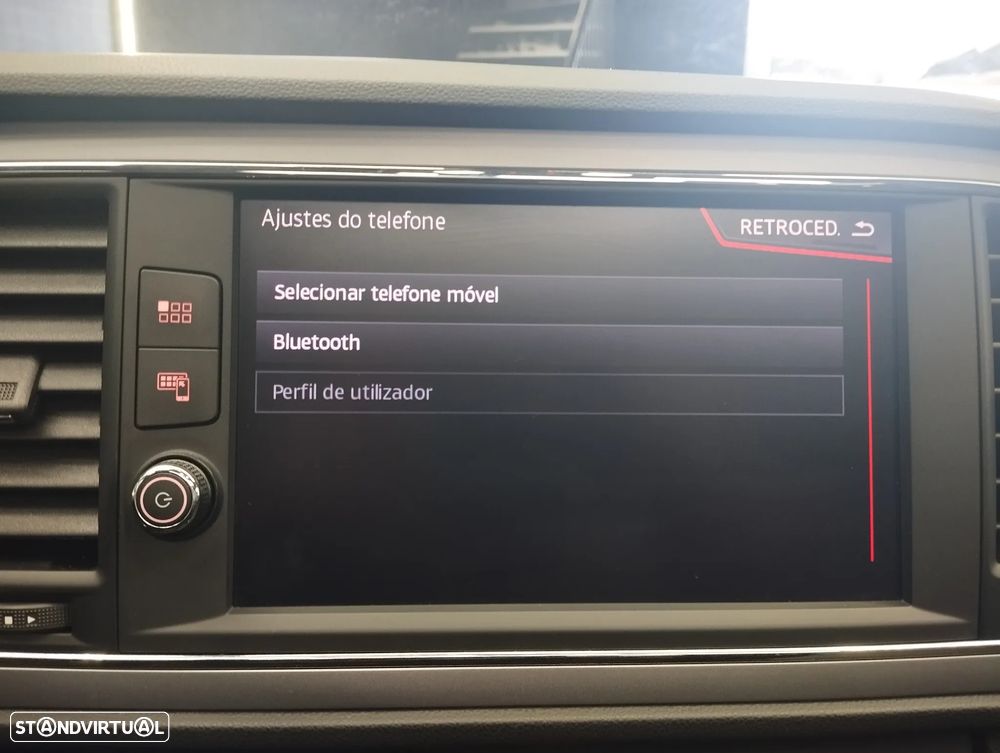 Ajustes do telefone
RETROCED.
Selecionar telefone móvel
Bluetooth
Perfil de utilizador
STANDVIRTUAL